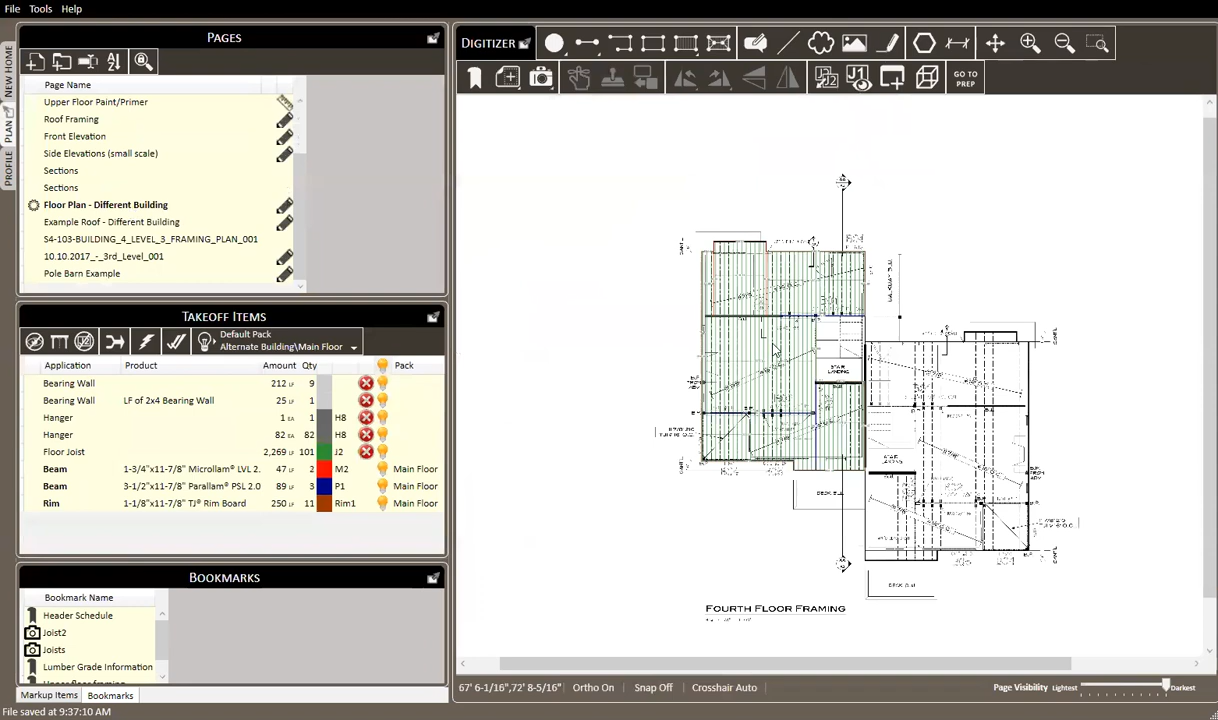 File Tools Help
PAGES
DIGITIZER
NEW HOME
PLAN
PROFILE
Page Name
Upper Floor Paint/Primer
Roof Framing
Front Elevation
Side Elevations (small scale)
Sections
Sections
Floor Plan - Different Building
Example Roof - Different Building
S4-103-BUILDING_4_LEVEL_3_FRAMING_PLAN_001
10.10.2017_-_3rd_Level_001
Pole Barn Example
GO TO
PREP
TAKEOFF ITEMS
Default Pack
Alternate Building\Main Floor
Application Product Amount Qty Pack
Bearing Wall 212 LF 9
Bearing Wall LF of 2x4 Bearing Wall 25 LF 1
Hanger 1 EA 1 H8
Hanger 82 EA 82 H8
Floor Joist 2,269 LF 101 J2
Beam 1-3/4"x11-7/8" Microllam® LVL 2. 47 LF 2 M2 Main Floor
Beam 3-1/2"x11-7/8" Parallam® PSL 2.0 89 LF 3 P1 Main Floor
Rim 1-1/8"x11-7/8" TJ® Rim Board 250 LF 11 Rim1 Main Floor
STAIR
LANDING
STAIR
LANDING
FOURTH FLOOR FRAMING
BOOKMARKS
Bookmark Name
Header Schedule
Joist2
Joists
Lumber Grade Information
Markup Items Bookmarks
67' 6-1/16",72' 8-5/16" Ortho On Snap Off Crosshair Auto Page Visibility Lightest Darkest
File saved at 9:37:10 AM